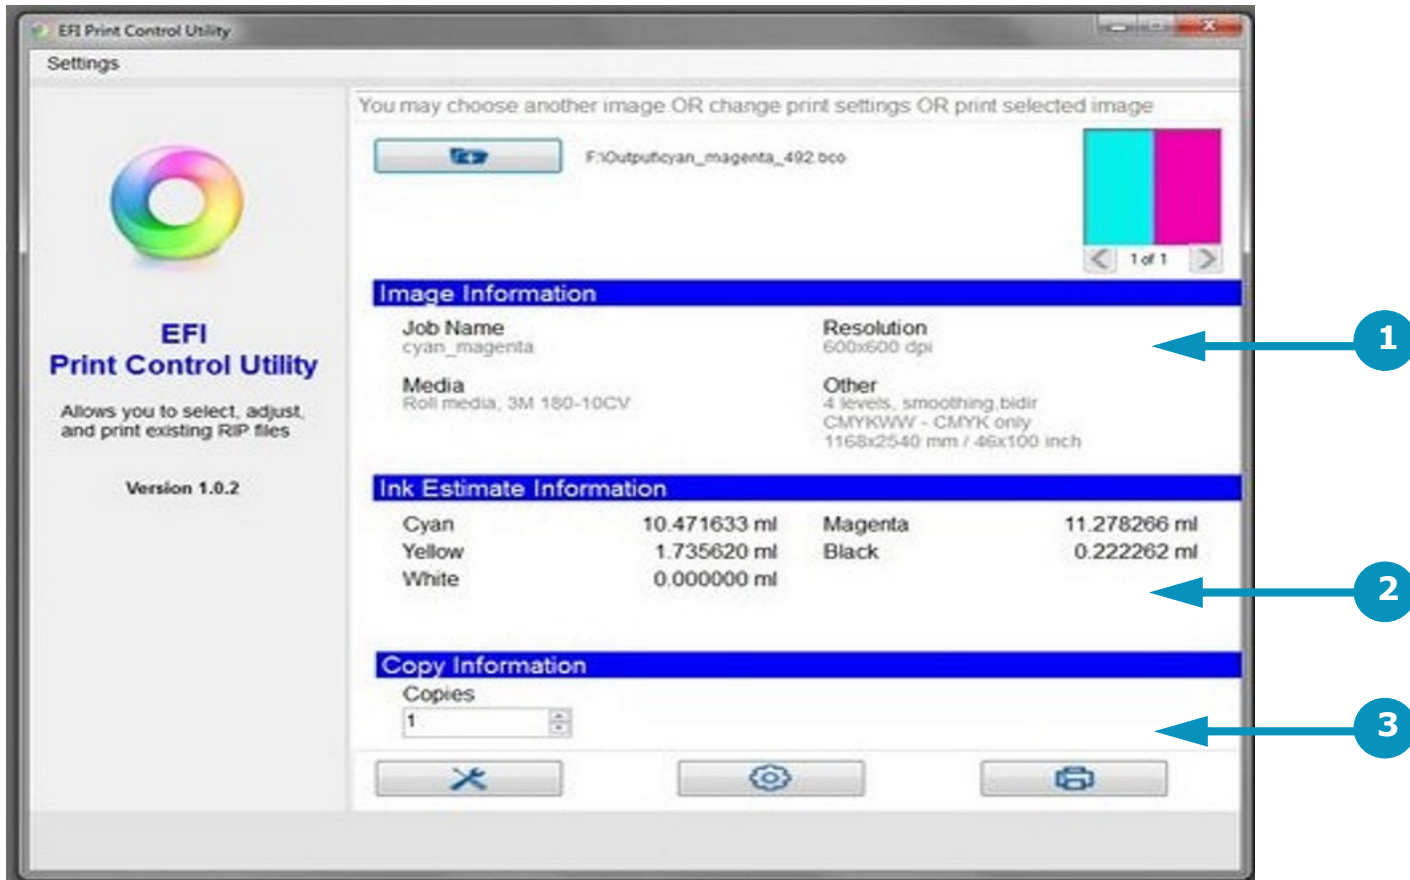 EFI Print Control Utility
Settings
You may choose another image OR change print settings OR print selected image
F:\Output\cyan_magenta_492.bco
1 of 1
EFI
Print Control Utility
Allows you to select, adjust,
and print existing RIP files
Version 1.0.2
Image Information
Job Name
cyan_magenta
Resolution
600x600 dpi
Media
Roll media, 3M 180-10CV
Other
4 levels, smoothing,bidir
CMYKWW - CMYK only
1168x2540 mm / 46x100 inch
1
Ink Estimate Information
Cyan 10.471633 ml Magenta 11.278266 ml
Yellow 1.735620 ml Black 0.222262 ml
White 0.000000 ml
2
Copy Information
Copies
1
3